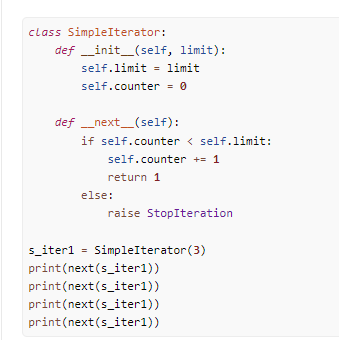 class SimpleIterator:
    def __init__(self, limit):
        self.limit = limit
        self.counter = 0

    def __next__(self):
        if self.counter < self.limit:
            self.counter += 1
            return 1
        else:
            raise StopIteration

s_iter1 = SimpleIterator(3)
print(next(s_iter1))
print(next(s_iter1))
print(next(s_iter1))
print(next(s_iter1))